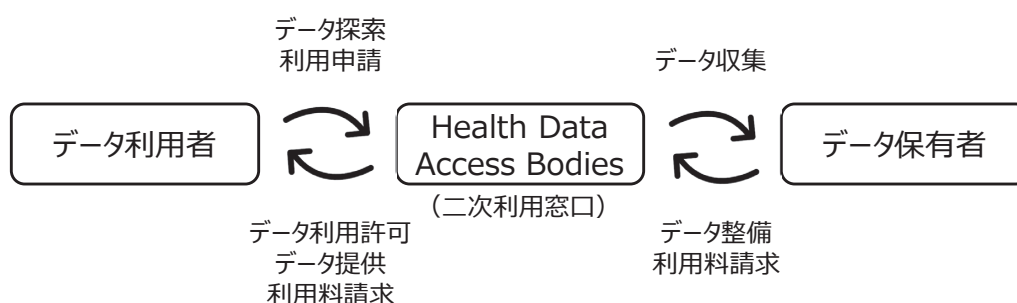 データ探索
利用申請
データ収集
データ利用者
Health Data
Access Bodies
(二次利用窓口)
データ保有者
データ利用許可
データ提供
利用料請求
データ整備
利用料請求